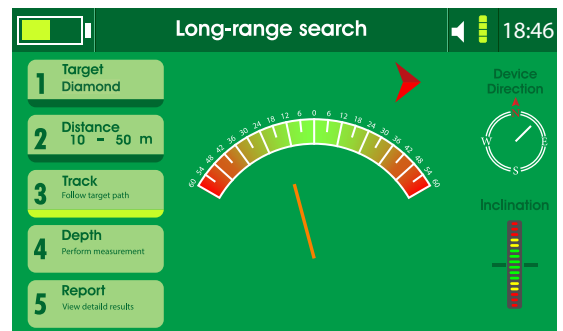 Long-range search
18:46
1 Target
Diamond
2 Distance
10 - 50 m
3 Track
Follow target path
4 Depth
Perform measurement
5 Report
View detaild results
60 54 48 42 36 30 24 18 12 6 0 6 12 18 24 30 36 42 48 54 60
Device
Direction
W E
S
Inclination